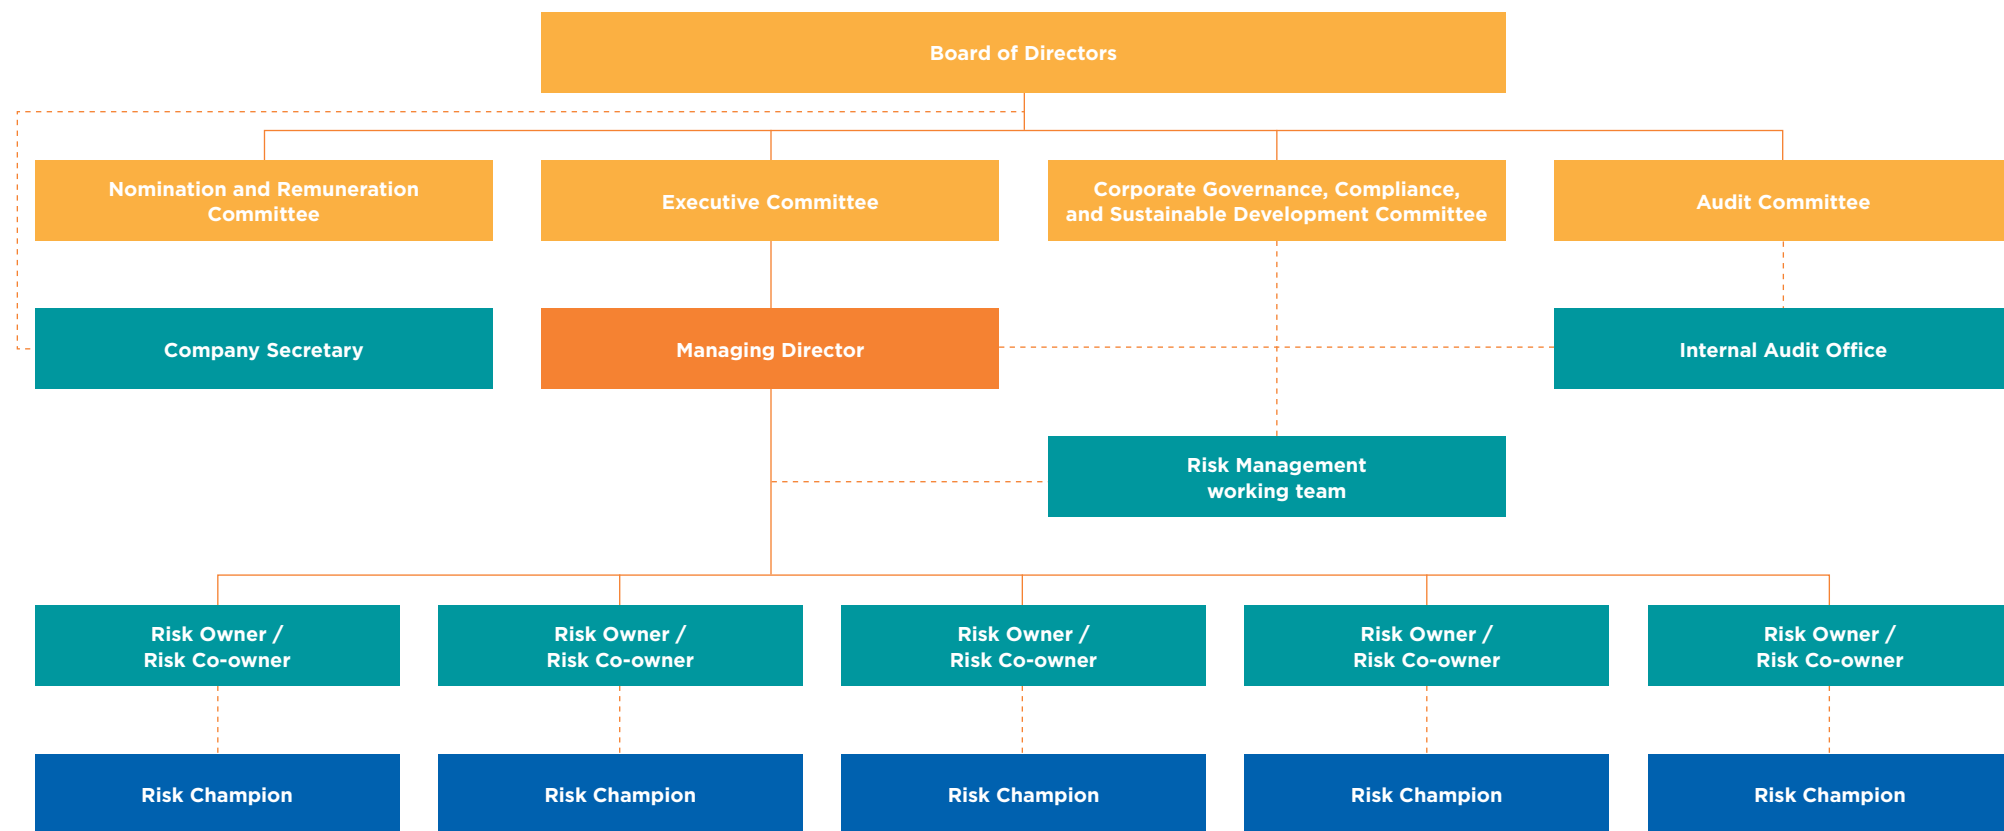 Board of Directors
Nomination and Remuneration
Committee
Executive Committee
Corporate Governance, Compliance,
and Sustainable Development Committee
Audit Committee
Company Secretary
Managing Director
Internal Audit Office
Risk Management
working team
Risk Owner /
Risk Co-owner
Risk Owner /
Risk Co-owner
Risk Owner /
Risk Co-owner
Risk Owner /
Risk Co-owner
Risk Owner /
Risk Co-owner
Risk Champion
Risk Champion
Risk Champion
Risk Champion
Risk Champion